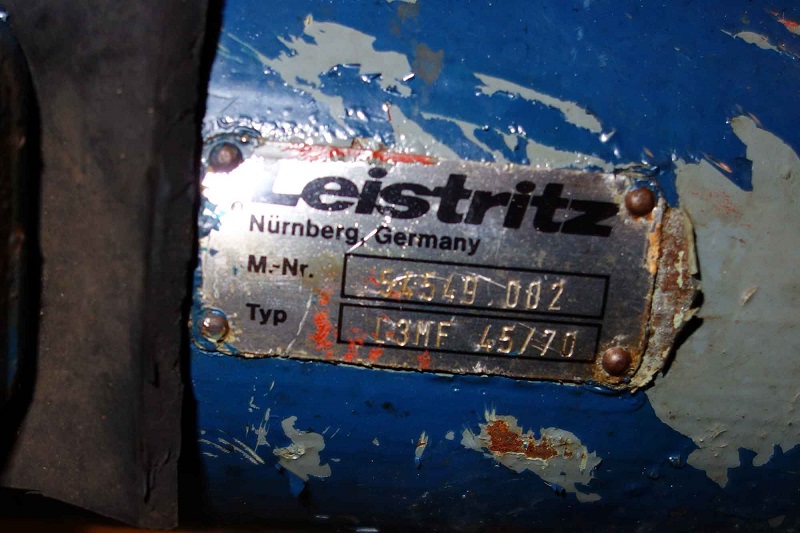 Leistritz
Nürnberg, Germany
M.-Nr. 54549 082
Typ L3MF 45/70